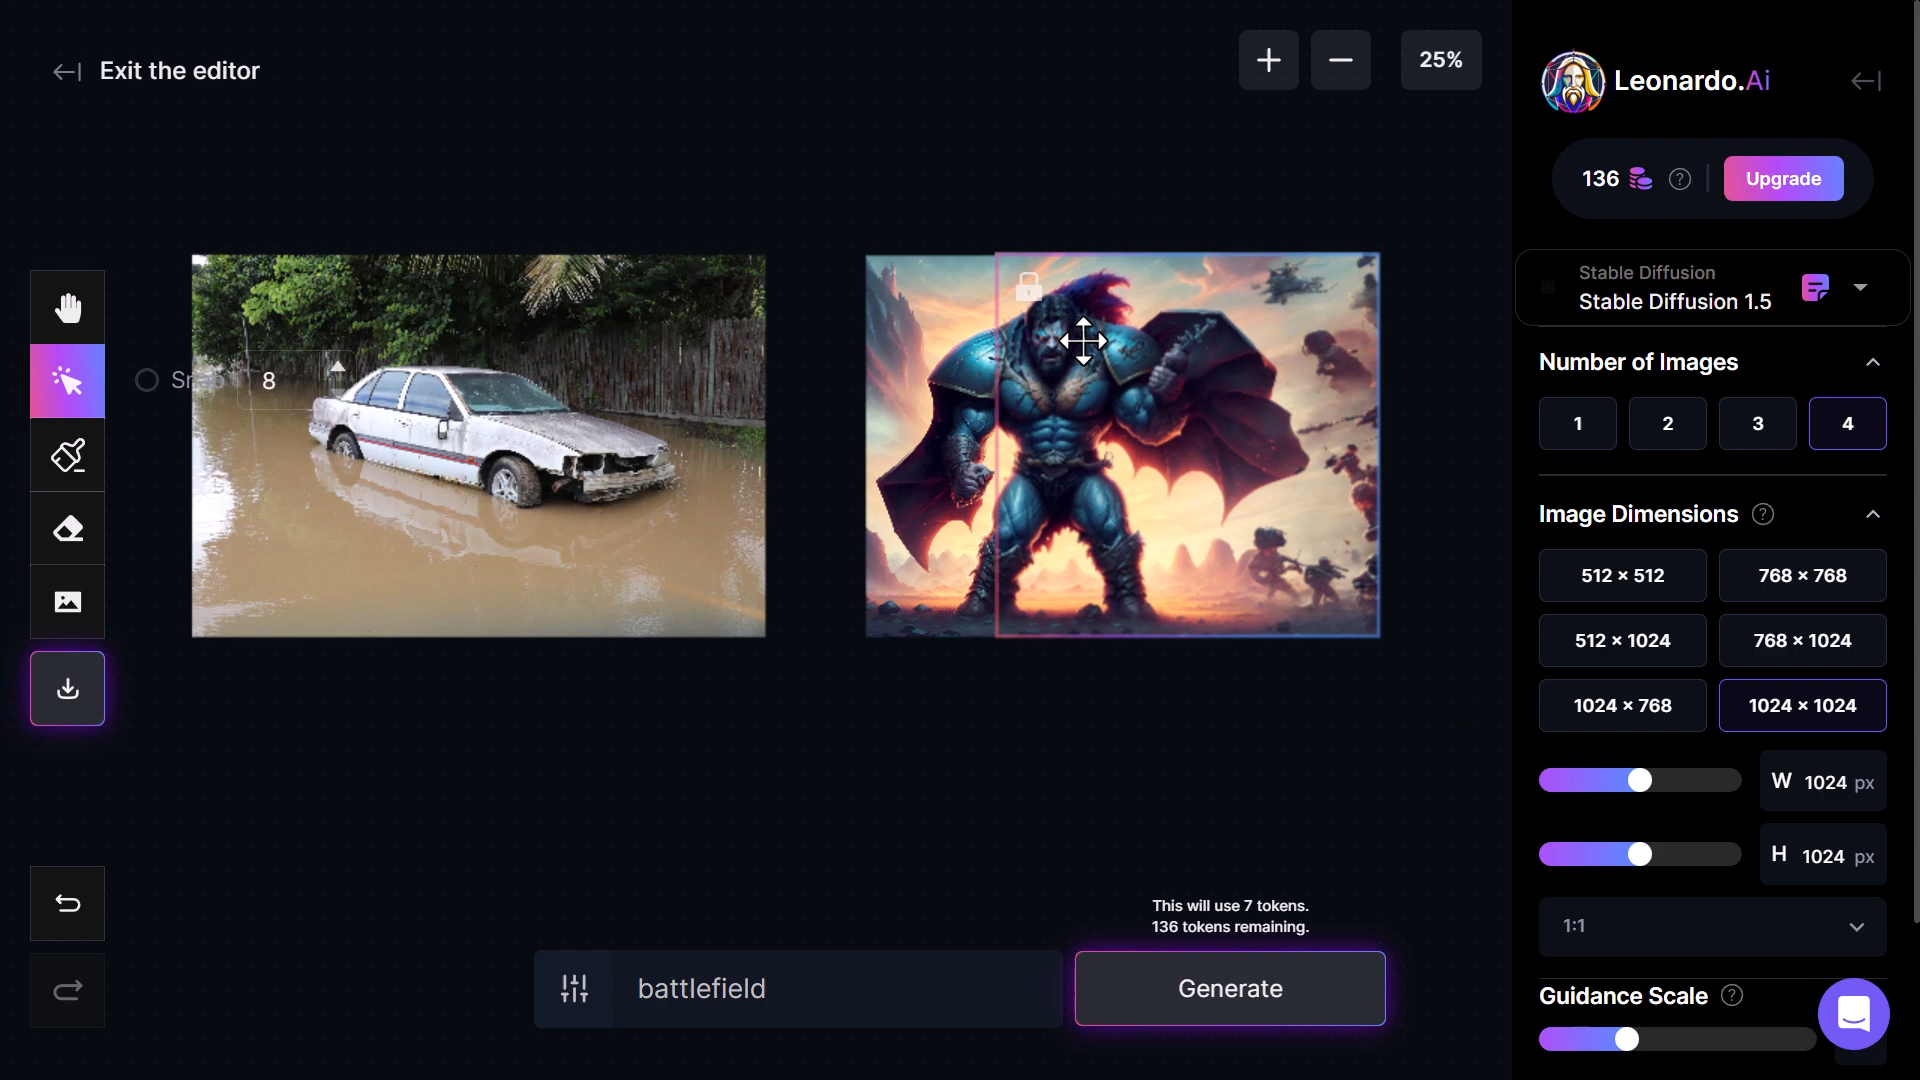 Exit the editor
25%
Leonardo.Ai
136
Upgrade
Stable Diffusion
Stable Diffusion 1.5
Number of Images
1 2 3 4
Image Dimensions
512 × 512 768 × 768
512 × 1024 768 × 1024
1024 × 768 1024 × 1024
W 1024 px
H 1024 px
1:1
Guidance Scale
Snap 8
This will use 7 tokens.
136 tokens remaining.
battlefield
Generate